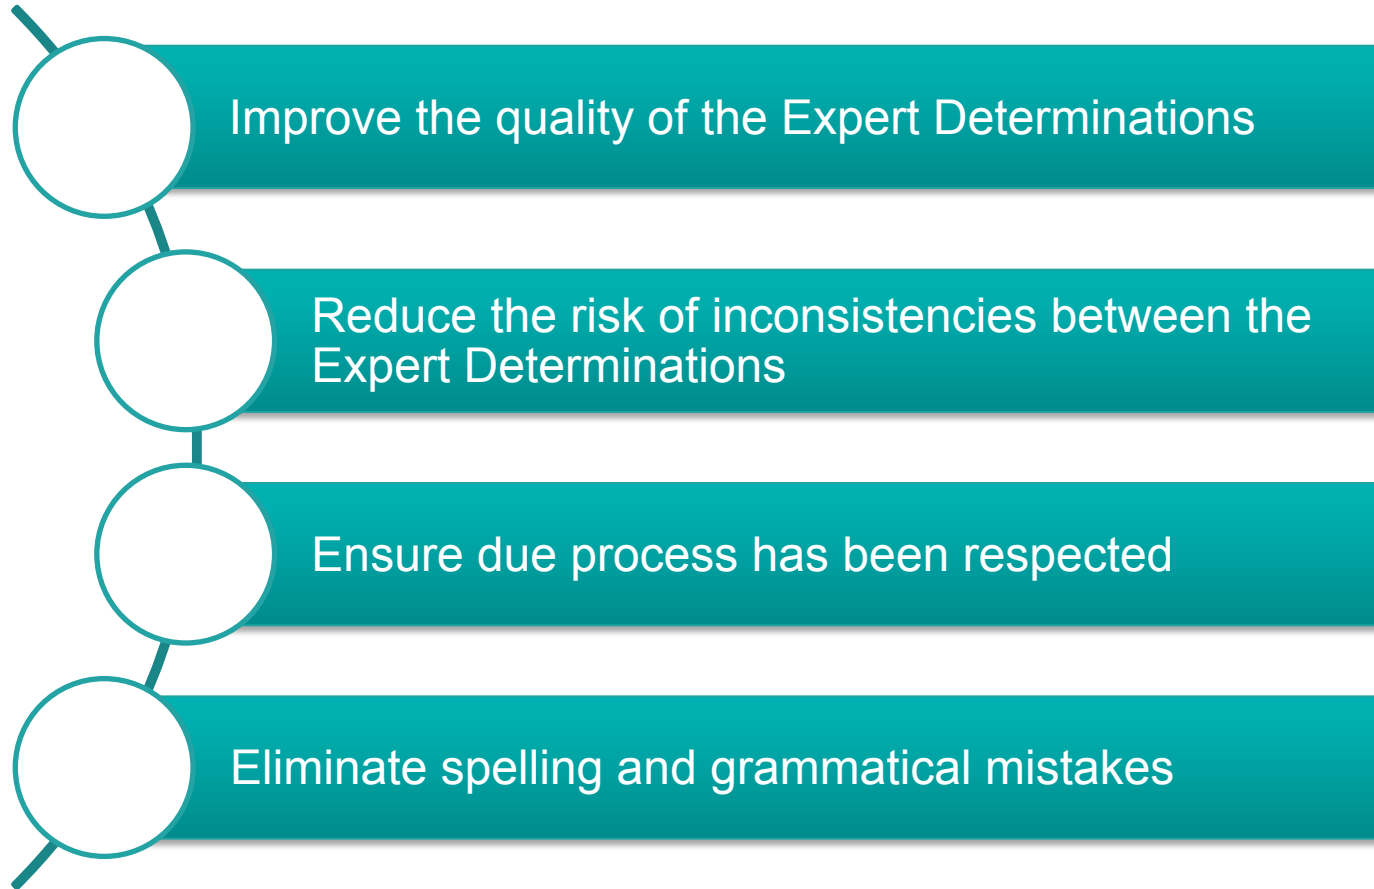 Improve the quality of the Expert Determinations
Reduce the risk of inconsistencies between the
Expert Determinations
Ensure due process has been respected
Eliminate spelling and grammatical mistakes